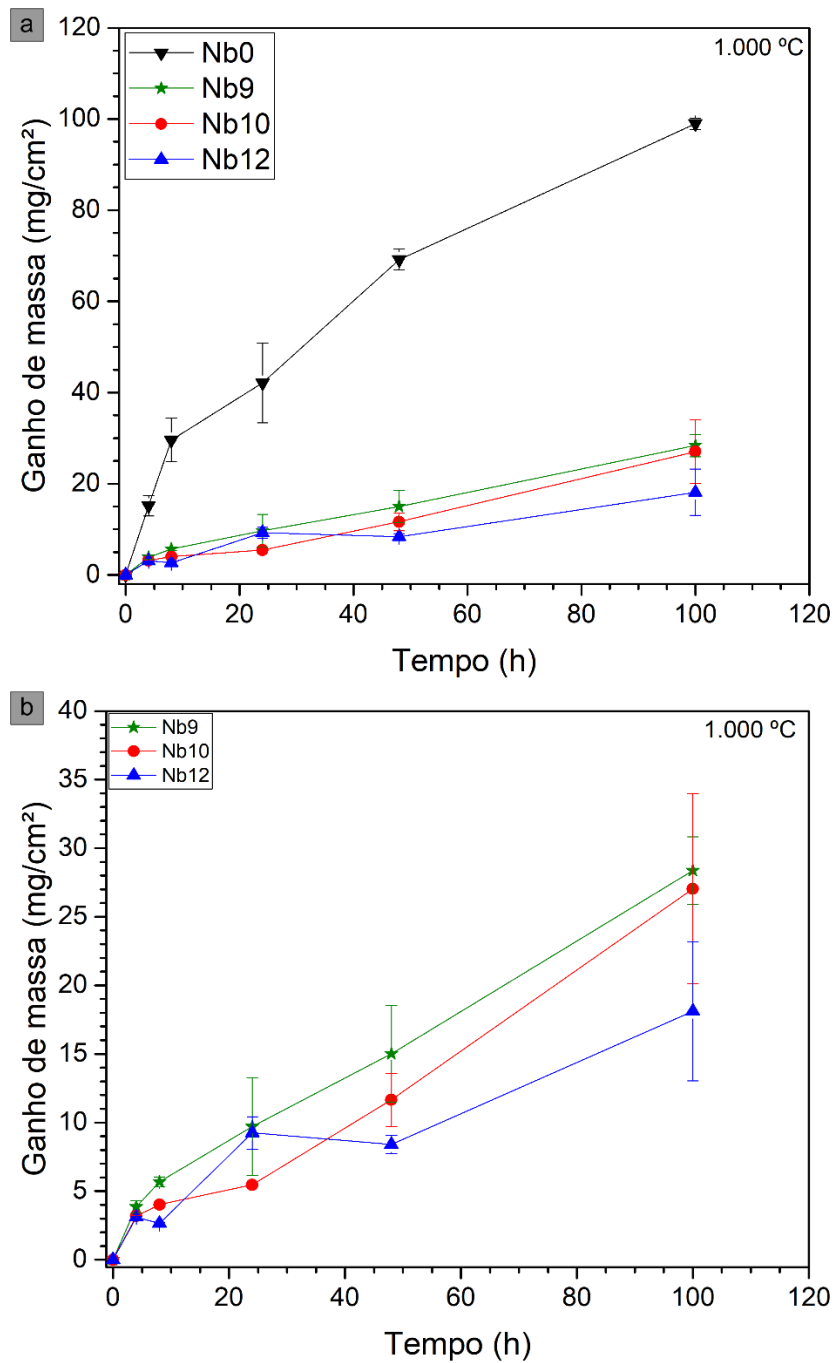 a
120
100
80
60
40
20
0
Ganho de massa (mg/cm²)
Nb0
Nb9
Nb10
Nb12
1.000 ºC
0 20 40 60 80 100 120
Tempo (h)
b
40
35
30
25
20
15
10
5
0
Ganho de massa (mg/cm²)
Nb9
Nb10
Nb12
1.000 ºC
0 20 40 60 80 100 120
Tempo (h)